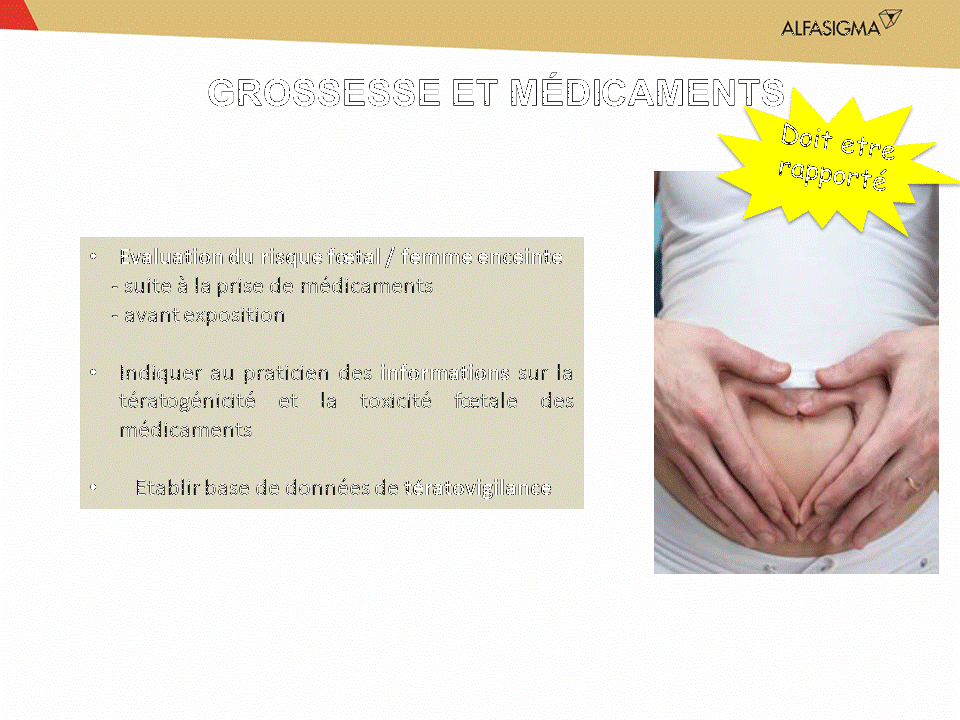 ALFASIGMA
GROSSESSE ET MÉDICAMENTS
Doit etre
rapporté
• Evaluation du risque fœtal / femme enceinte
- suite à la prise de médicaments
- avant exposition
• Indiquer au praticien des informations sur la
tératogénicité et la toxicité fœtale des
médicaments
• Etablir base de données de tératovigilance